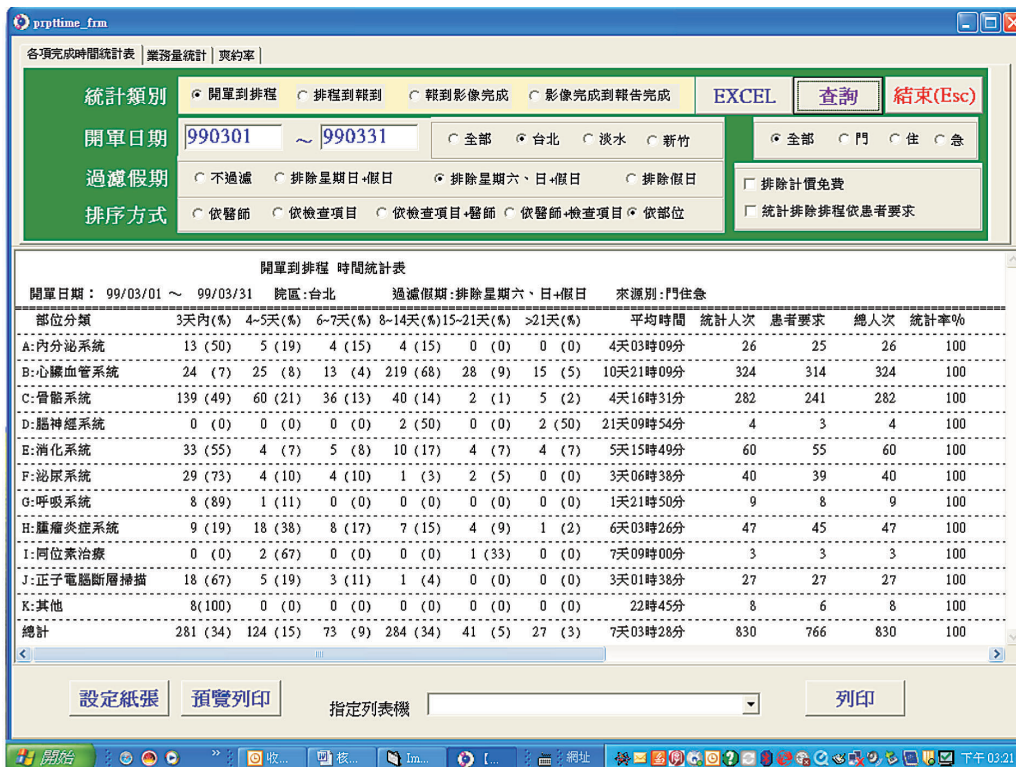 prpttime_frm
各項完成時間統計表 業務量統計 爽約率
統計類別 開單到排程 排程到報到 報到影像完成 影像完成到報告完成 EXCEL 查詢 結束(Esc)
開單日期 990301 ～ 990331 全部 台北 淡水 新竹 全部 門 住 急
過濾假期 不過濾 排除星期日+假日 排除星期六、日+假日 排除假日 排除計價免費
排序方式 依醫師 依檢查項目 依檢查項目+醫師 依醫師+檢查項目 依部位 統計排除排程依患者要求
開單到排程 時間統計表
開單日期： 99/03/01 ～ 99/03/31 院區:台北 過濾假期:排除星期六、日+假日 來源別:門住急
部位分類 3天內(%) 4~5天(%) 6~7天(%) 8~14天(%) 15~21天(%) >21天(%) 平均時間 統計人次 患者要求 總人次 統計率%
A:內分泌系統 13 (50) 5 (19) 4 (15) 4 (15) 0 (0) 0 (0) 4天03時09分 26 25 26 100
B:心臟血管系統 24 (7) 25 (8) 13 (4) 219 (68) 28 (9) 15 (5) 10天21時09分 324 314 324 100
C:骨骼系統 139 (49) 60 (21) 36 (13) 40 (14) 2 (1) 5 (2) 4天16時31分 282 241 282 100
D:腦神經系統 0 (0) 0 (0) 0 (0) 2 (50) 0 (0) 2 (50) 21天09時54分 4 3 4 100
E:消化系統 33 (55) 4 (7) 5 (8) 10 (17) 4 (7) 4 (7) 5天15時49分 60 55 60 100
F:泌尿系統 29 (73) 4 (10) 4 (10) 1 (3) 2 (5) 0 (0) 3天06時38分 40 39 40 100
G:呼吸系統 8 (89) 1 (11) 0 (0) 0 (0) 0 (0) 0 (0) 1天21時50分 9 8 9 100
H:腫瘤炎症系統 9 (19) 18 (38) 8 (17) 7 (15) 4 (9) 1 (2) 6天03時26分 47 45 47 100
I:同位素治療 0 (0) 2 (67) 0 (0) 0 (0) 1 (33) 0 (0) 7天09時00分 3 3 3 100
J:正子電腦斷層掃描 18 (67) 5 (19) 3 (11) 1 (4) 0 (0) 0 (0) 3天01時38分 27 27 27 100
K:其他 8(100) 0 (0) 0 (0) 0 (0) 0 (0) 0 (0) 22時45分 8 6 8 100
總計 281 (34) 124 (15) 73 (9) 284 (34) 41 (5) 27 (3) 7天03時28分 830 766 830 100
設定紙張 預覽列印 指定列表機 列印
開始 » 收... 核... Im... [... 網址 下午 03:21